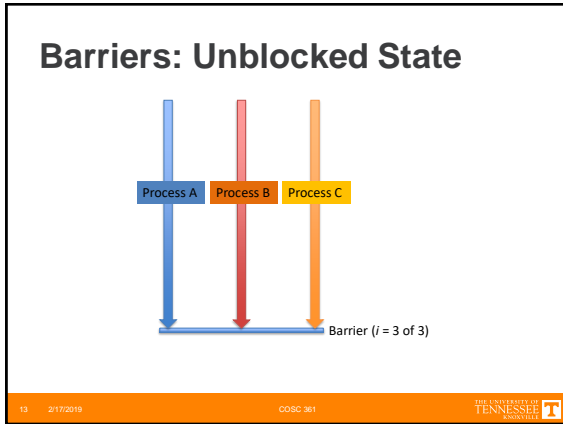 Barriers: Unblocked State
Process A Process B Process C
Barrier (i = 3 of 3)
13 2/17/2019 COSC 361
THE UNIVERSITY OF
TENNESSEE T
KNOXVILLE